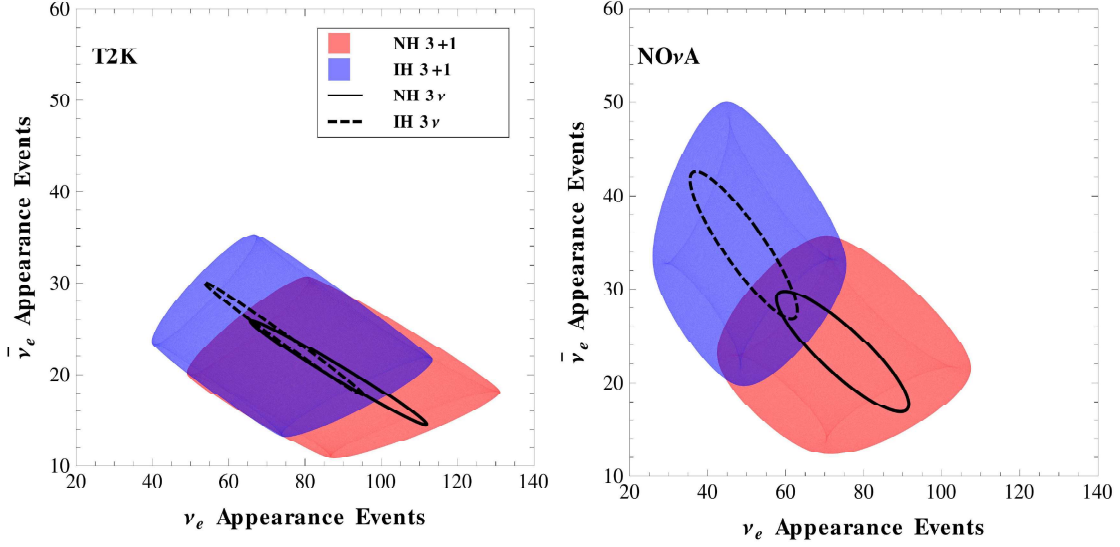 T2K
NH 3+1
IH 3+1
NH 3ν
IH 3ν
60
50
40
30
20
10
20 40 60 80 100 120 140
ν̄e Appearance Events
νe Appearance Events
NOνA
60
50
40
30
20
10
20 40 60 80 100 120 140
ν̄e Appearance Events
νe Appearance Events